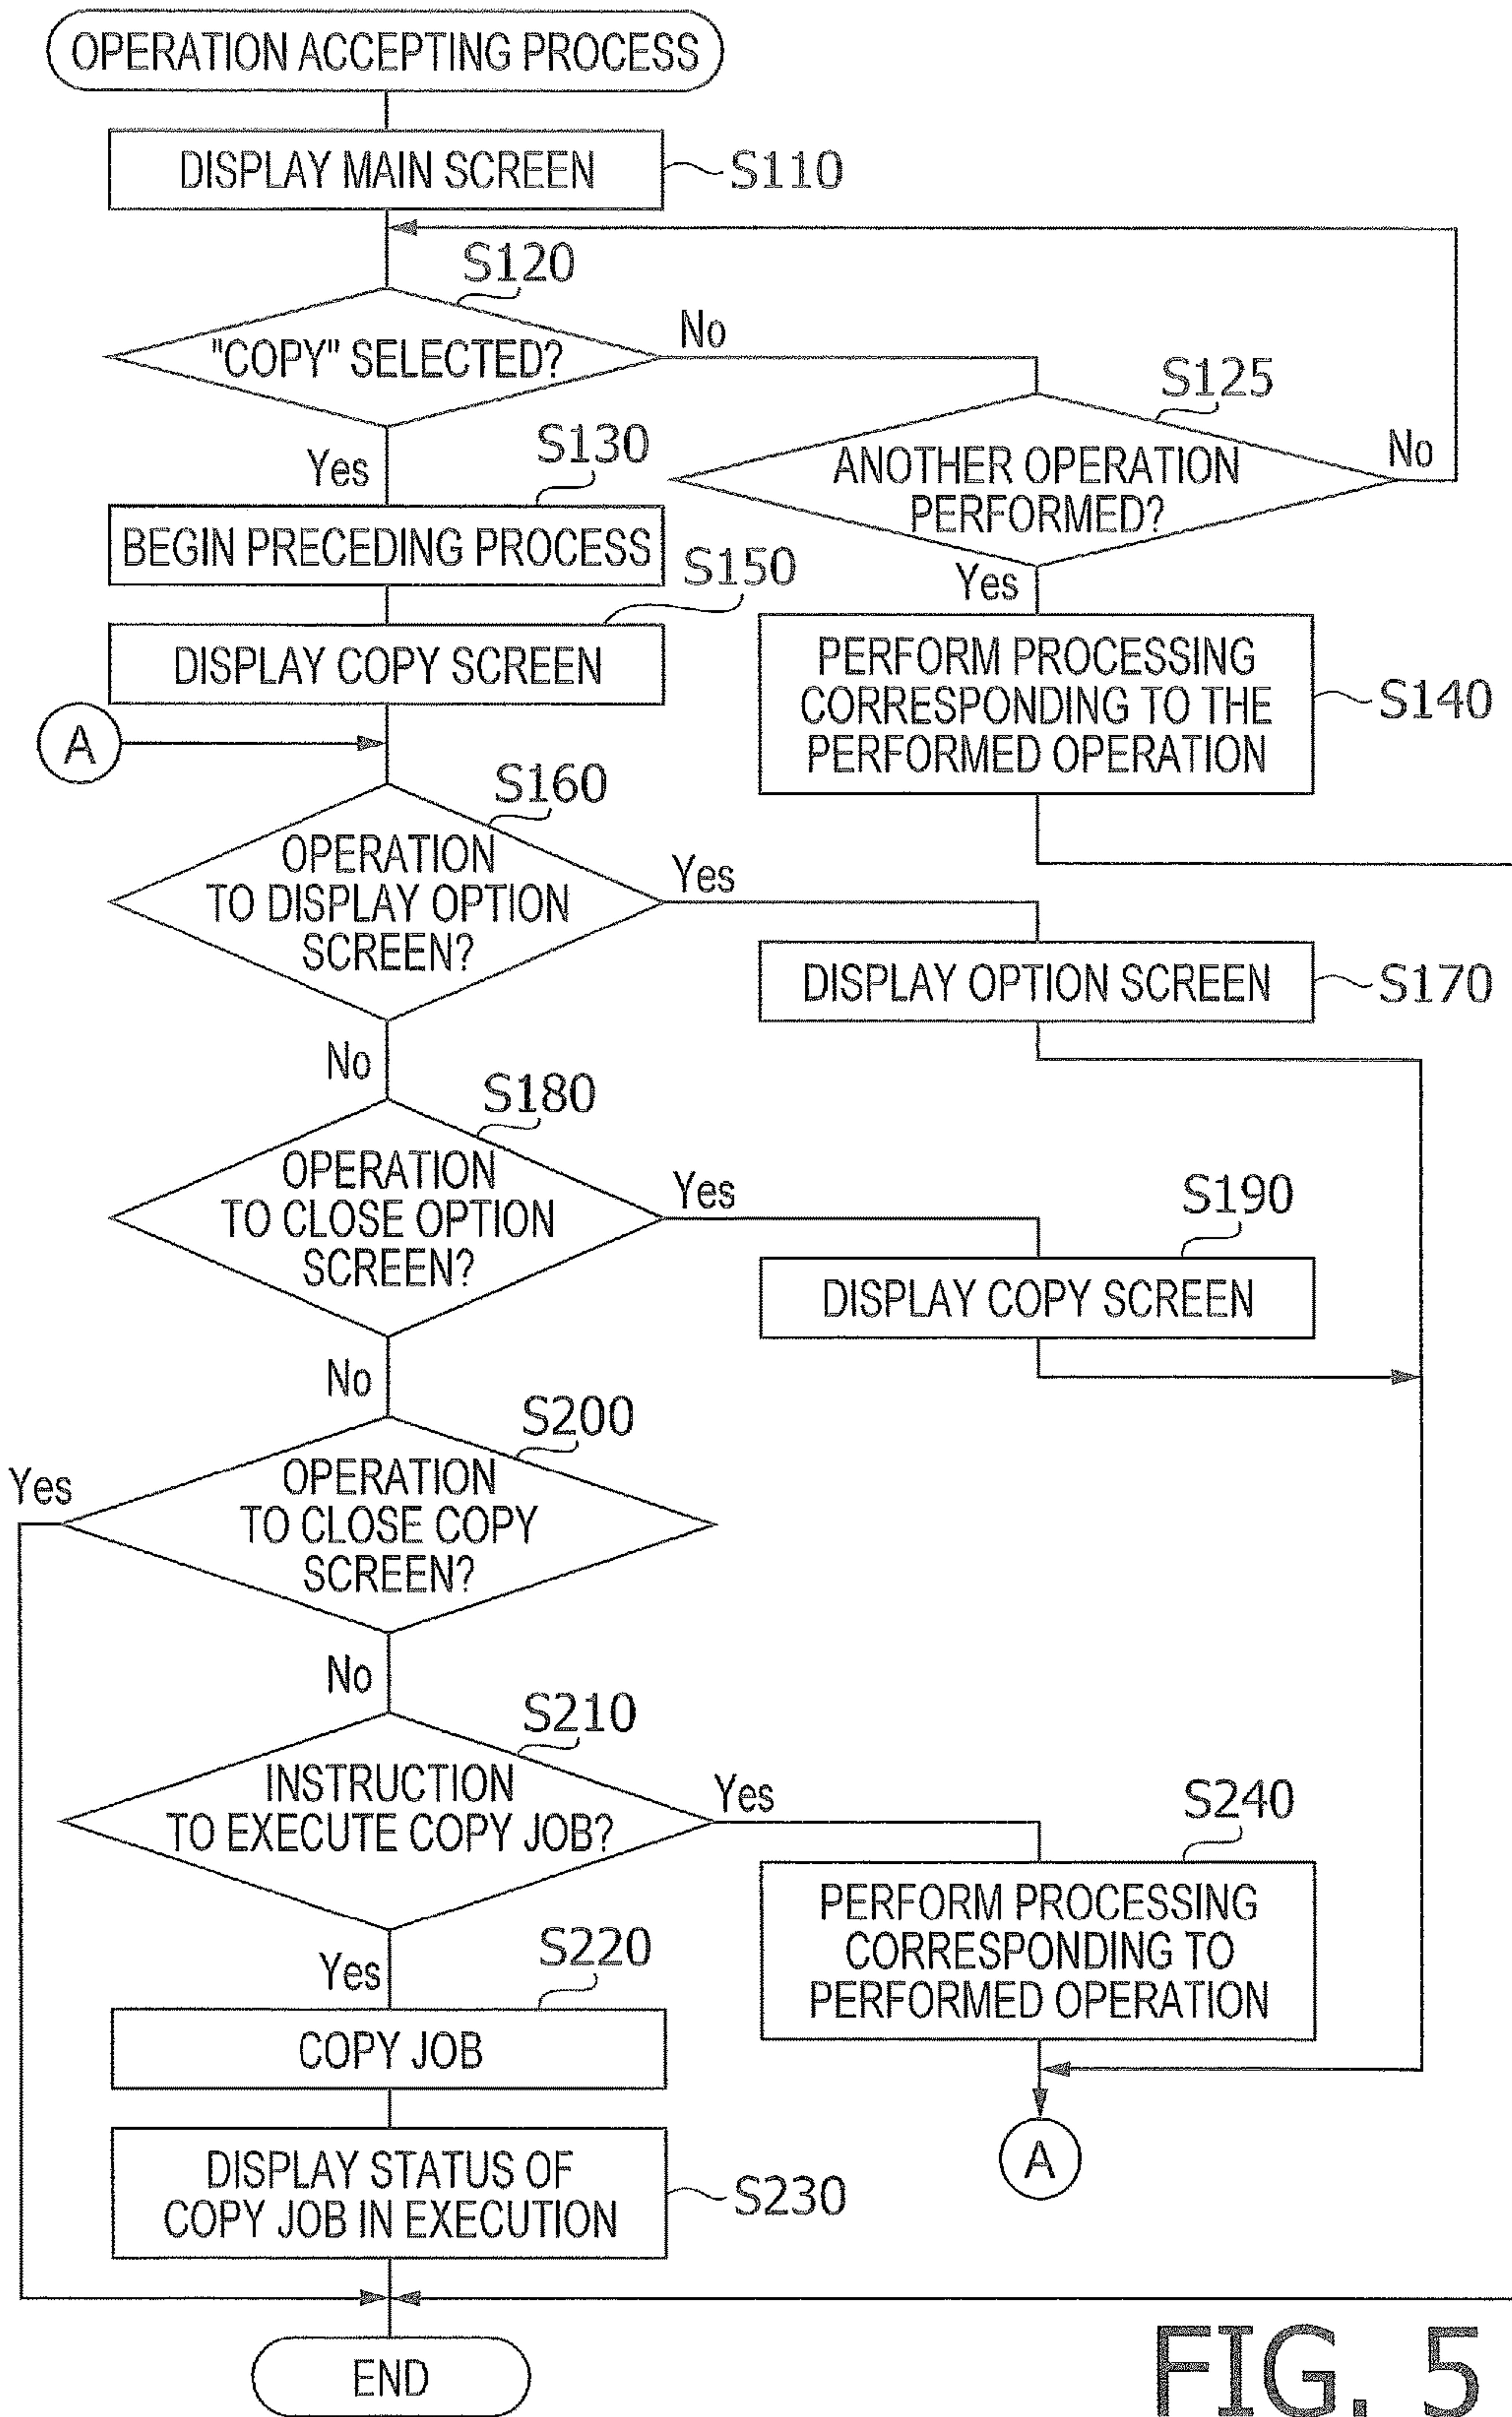 OPERATION ACCEPTING PROCESS
DISPLAY MAIN SCREEN
S110
S120
"COPY" SELECTED?
No
S125
ANOTHER OPERATION
PERFORMED?
No
Yes
S130
BEGIN PRECEDING PROCESS
Yes
S150
DISPLAY COPY SCREEN
PERFORM PROCESSING
CORRESPONDING TO THE
PERFORMED OPERATION
S140
A
S160
OPERATION
TO DISPLAY OPTION
SCREEN?
Yes
DISPLAY OPTION SCREEN
S170
No
S180
OPERATION
TO CLOSE OPTION
SCREEN?
Yes
S190
DISPLAY COPY SCREEN
No
S200
Yes
OPERATION
TO CLOSE COPY
SCREEN?
No
S210
INSTRUCTION
TO EXECUTE COPY JOB?
Yes
S240
PERFORM PROCESSING
CORRESPONDING TO
PERFORMED OPERATION
Yes
S220
COPY JOB
A
DISPLAY STATUS OF
COPY JOB IN EXECUTION
S230
END
FIG. 5